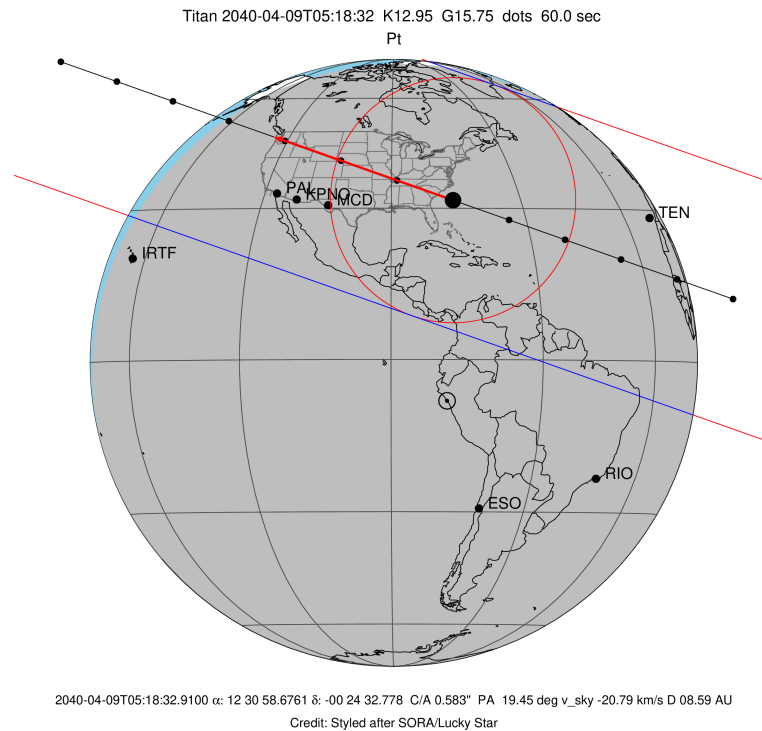 Titan 2040-04-09T05:18:32  K12.95  G15.75  dots  60.0 sec
Pt
PAL
KPNO
MCD
TEN
IRTF
RIO
ESO
2040-04-09T05:18:32.9100 α: 12 30 58.6761 δ: -00 24 32.778  C/A 0.583"  PA  19.45 deg v_sky -20.79 km/s D 08.59 AU
Credit: Styled after SORA/Lucky Star